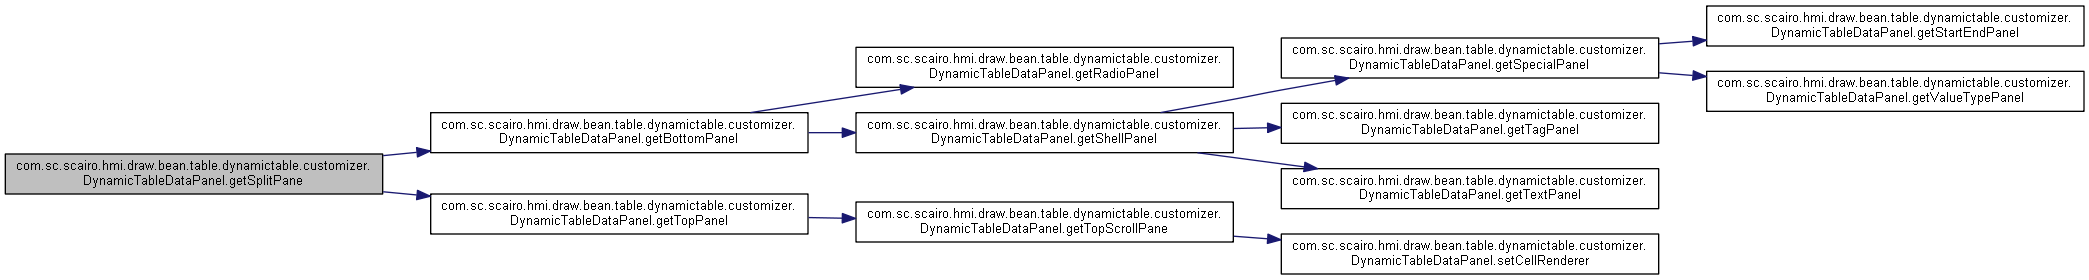 com.sc.scairo.hmi.draw.bean.table.dynamictable.customizer.
DynamicTableDataPanel.getSplitPane
com.sc.scairo.hmi.draw.bean.table.dynamictable.customizer.
DynamicTableDataPanel.getBottomPanel
com.sc.scairo.hmi.draw.bean.table.dynamictable.customizer.
DynamicTableDataPanel.getTopPanel
com.sc.scairo.hmi.draw.bean.table.dynamictable.customizer.
DynamicTableDataPanel.getRadioPanel
com.sc.scairo.hmi.draw.bean.table.dynamictable.customizer.
DynamicTableDataPanel.getShellPanel
com.sc.scairo.hmi.draw.bean.table.dynamictable.customizer.
DynamicTableDataPanel.getTopScrollPane
com.sc.scairo.hmi.draw.bean.table.dynamictable.customizer.
DynamicTableDataPanel.getSpecialPanel
com.sc.scairo.hmi.draw.bean.table.dynamictable.customizer.
DynamicTableDataPanel.getTagPanel
com.sc.scairo.hmi.draw.bean.table.dynamictable.customizer.
DynamicTableDataPanel.getTextPanel
com.sc.scairo.hmi.draw.bean.table.dynamictable.customizer.
DynamicTableDataPanel.setCellRenderer
com.sc.scairo.hmi.draw.bean.table.dynamictable.customizer.
DynamicTableDataPanel.getStartEndPanel
com.sc.scairo.hmi.draw.bean.table.dynamictable.customizer.
DynamicTableDataPanel.getValueTypePanel